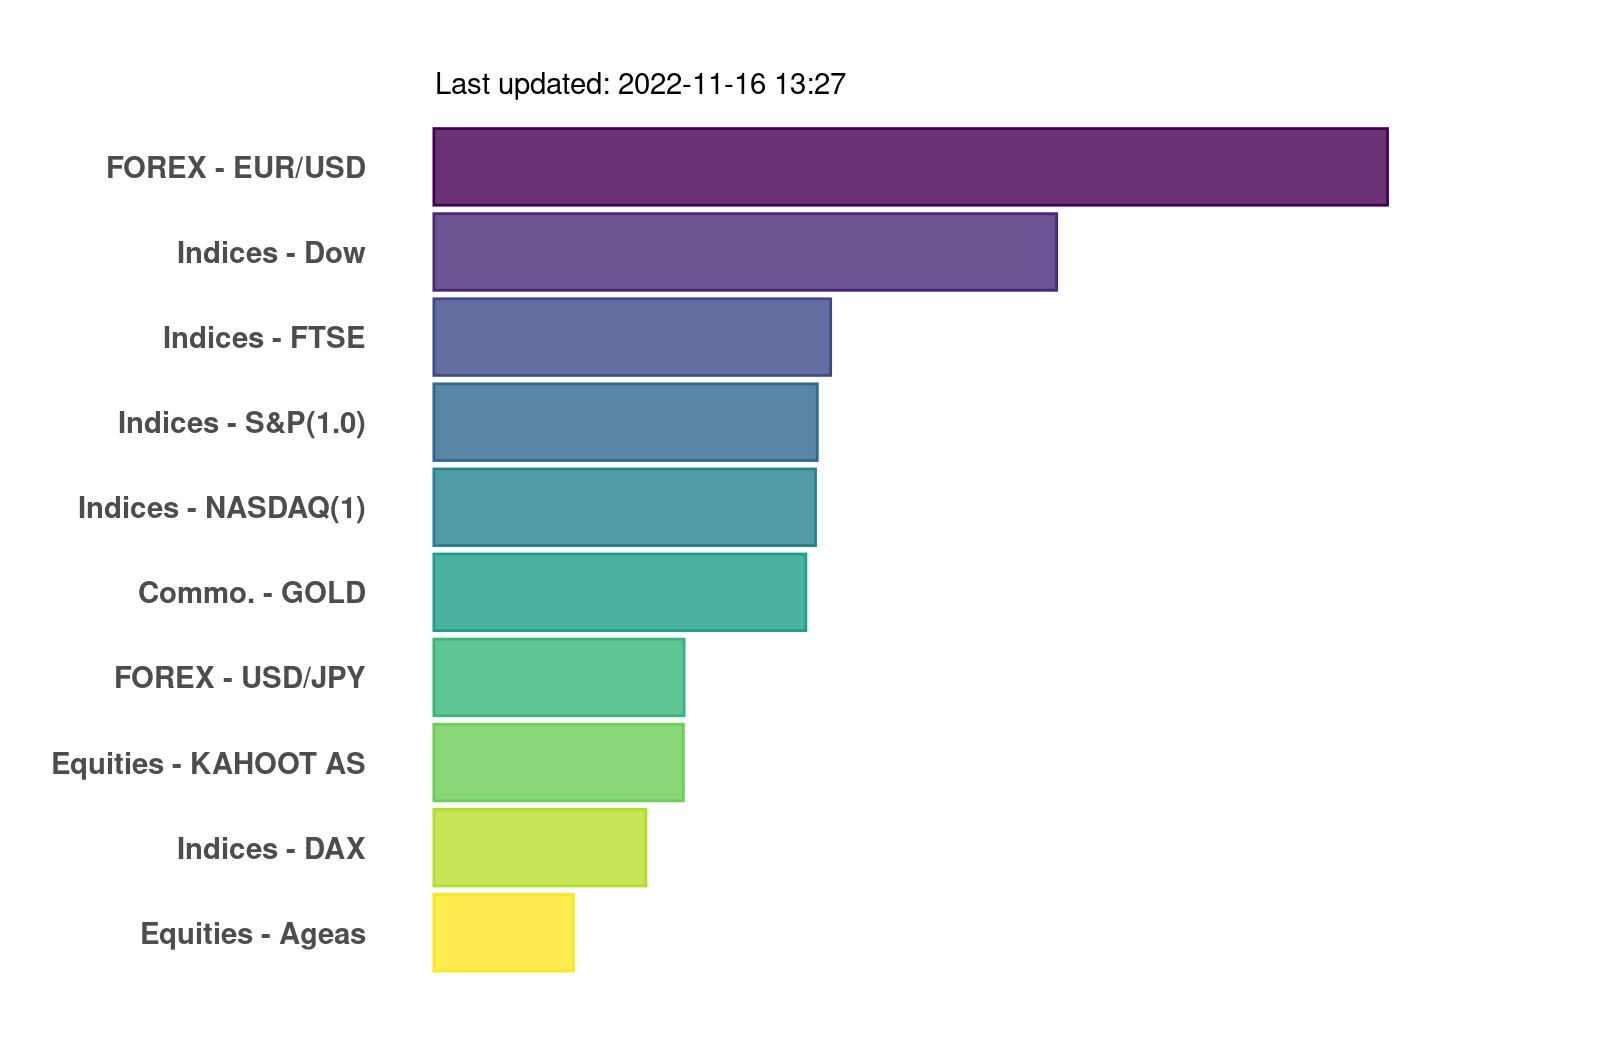 Last updated: 2022-11-16 13:27
FOREX - EUR/USD
Indices - Dow
Indices - FTSE
Indices - S&P(1.0)
Indices - NASDAQ(1)
Commo. - GOLD
FOREX - USD/JPY
Equities - KAHOOT AS
Indices - DAX
Equities - Ageas